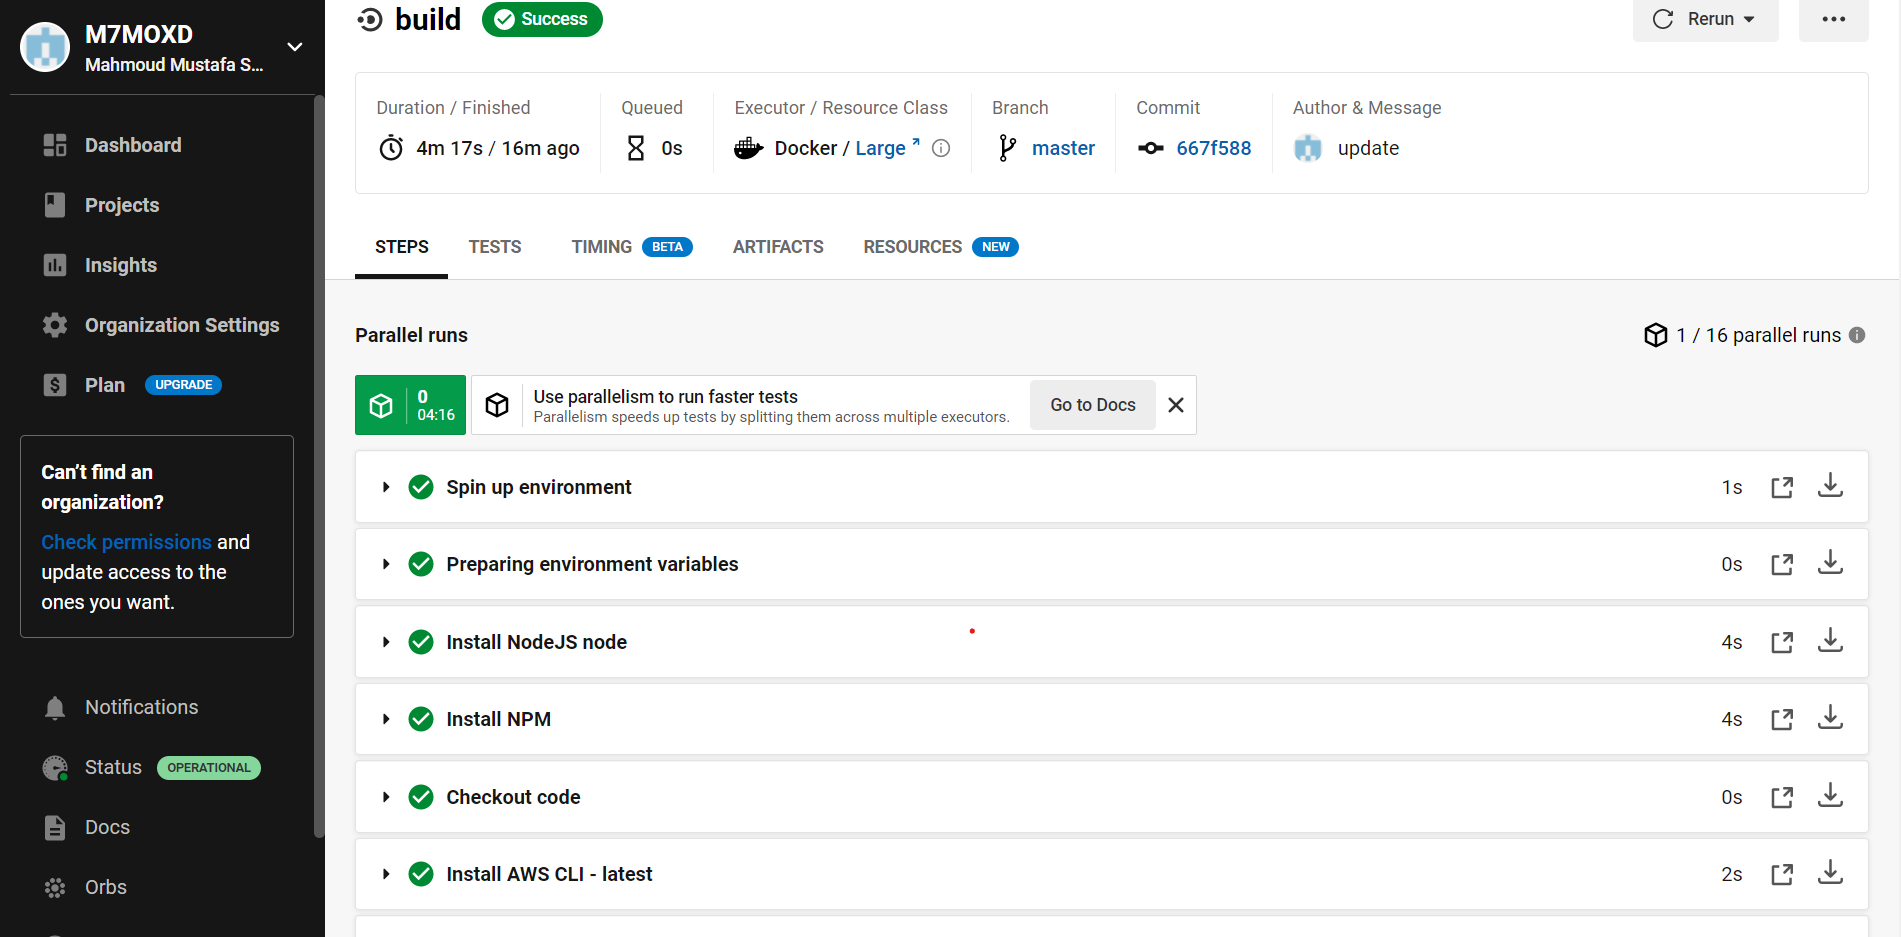 M7MOXD
Mahmoud Mustafa S...
Dashboard
Projects
Insights
Organization Settings
Plan UPGRADE
Can't find an
organization?
Check permissions and
update access to the
ones you want.
Notifications
Status OPERATIONAL
Docs
Orbs
build Success
Rerun
Duration / Finished
4m 17s / 16m ago
Queued
0s
Executor / Resource Class
Docker / Large
Branch
master
Commit
667f588
Author & Message
update
STEPS TESTS TIMING BETA ARTIFACTS RESOURCES NEW
Parallel runs
1 / 16 parallel runs
0
04:16
Use parallelism to run faster tests
Parallelism speeds up tests by splitting them across multiple executors.
Go to Docs
Spin up environment 1s
Preparing environment variables 0s
Install NodeJS node 4s
Install NPM 4s
Checkout code 0s
Install AWS CLI - latest 2s